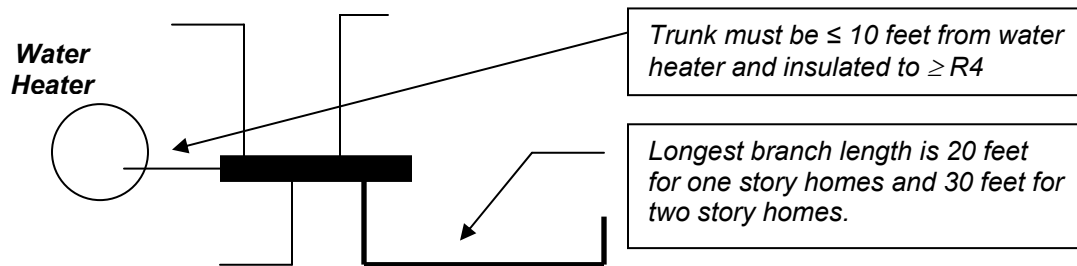 Water
Heater
Trunk must be ≤ 10 feet from water
heater and insulated to ≥ R4
Longest branch length is 20 feet
for one story homes and 30 feet for
two story homes.